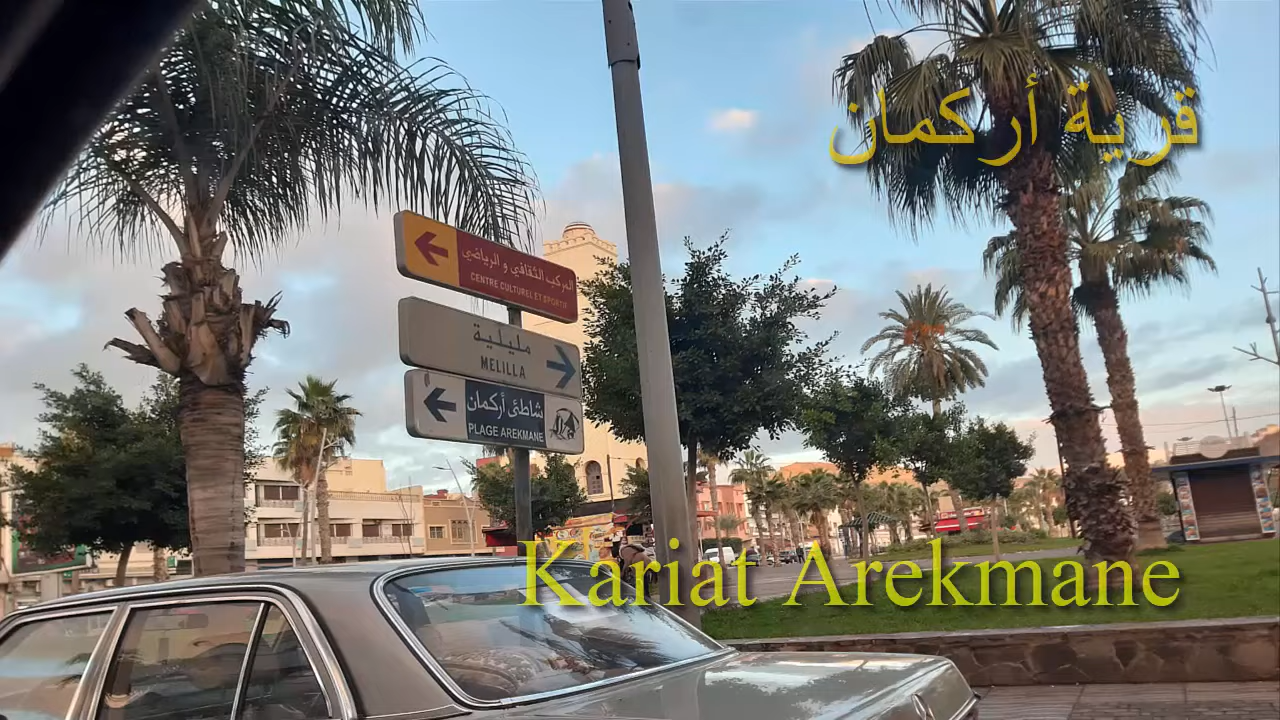 قرية أركمان
المركب الثقافي و الرياضي
CENTRE CULTUREL ET SPORTIF
مليلية
MELILLA
شاطئ أركمان
PLAGE AREKMANE
Kariat Arekmane